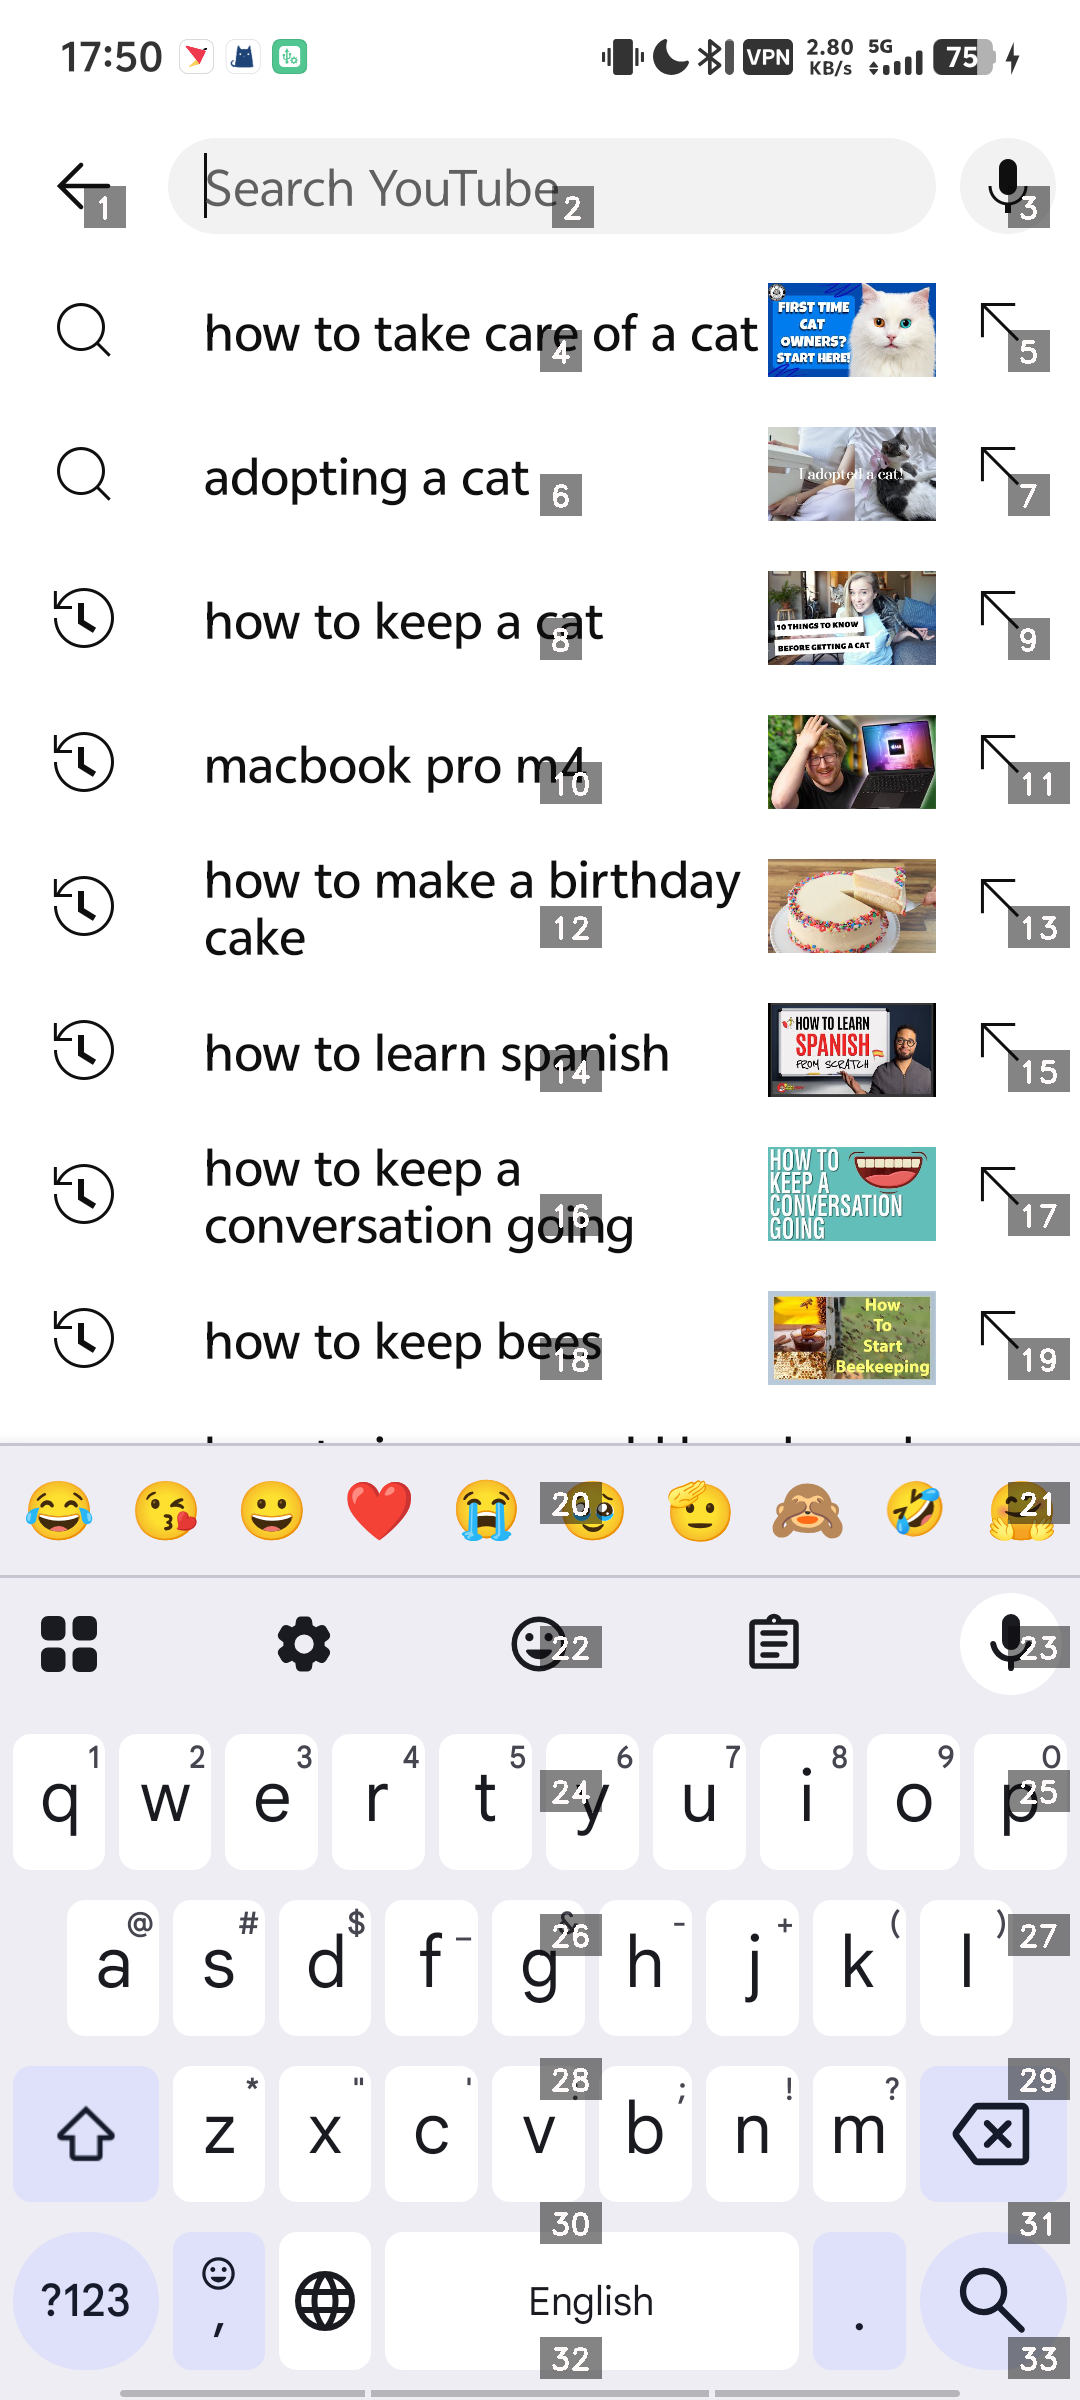 17:50
VPN
2.80 KB/s
5G
75
Search YouTube
1
2
3
how to take care of a cat
FIRST TIME
CAT
OWNERS?
START HERE!
4
5
adopting a cat
I adopted a cat!
6
7
how to keep a cat
10 THINGS TO KNOW
BEFORE GETTING A CAT
8
9
macbook pro m4
10
11
how to make a birthday
cake
12
13
how to learn spanish
HOW TO LEARN
SPANISH
FROM SCRATCH
14
15
how to keep a
conversation going
HOW TO
KEEP A
CONVERSATION
GOING
16
17
how to keep bees
How
To
Start
Beekeeping
18
19
20
21
22
23
1 2 3 4 5 6 7 8 9 0
q w e r t y u i o p
24
25
@ # $ _ & - + ( )
a s d f g h j k l
26
27
* " ' : ; ! ?
z x c v b n m
28
29
30
31
?123 , English .
32
33